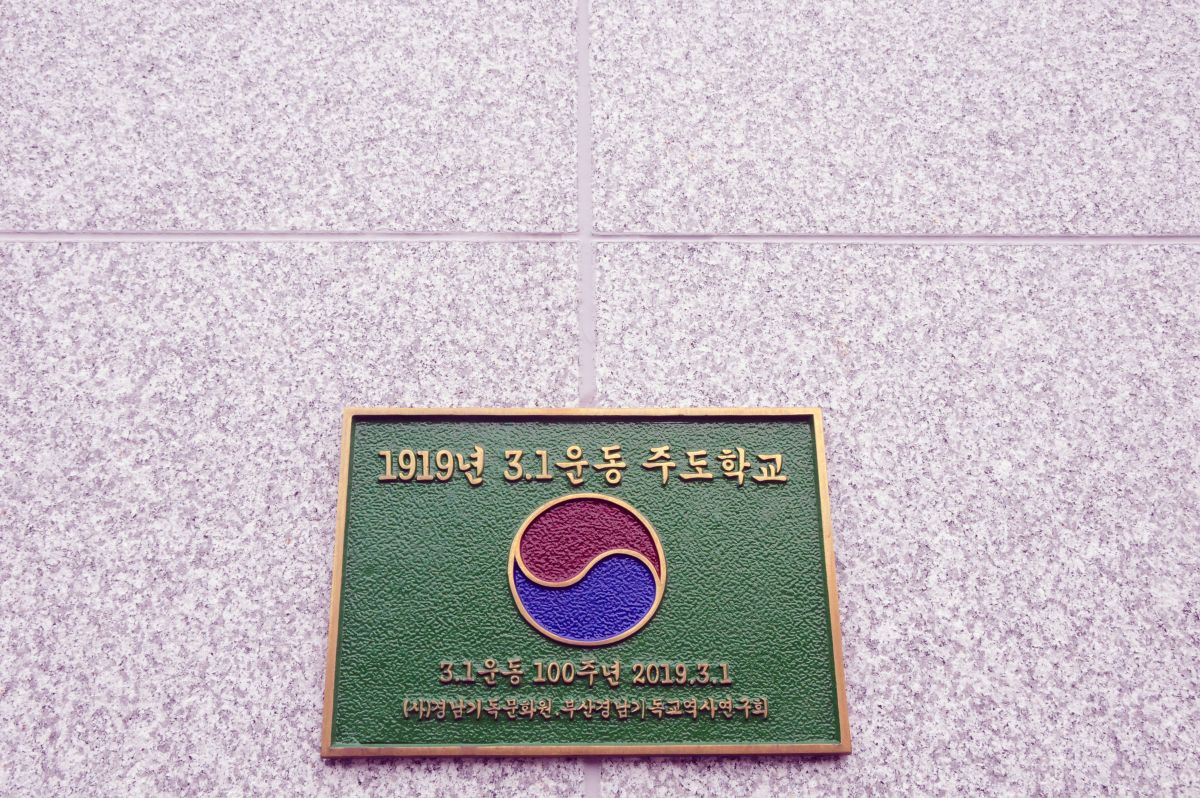 1919년 3.1운동 주도학교
3.1운동 100주년 2019.3.1
(사)경남기독문화원.부산경남기독교역사연구회